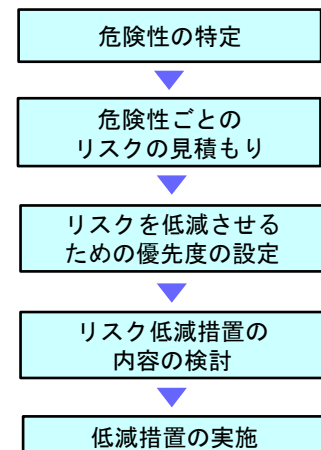 危険性の特定
危険性ごとの
リスクの見積もり
リスクを低減させる
ための優先度の設定
リスク低減措置の
内容の検討
低減措置の実施